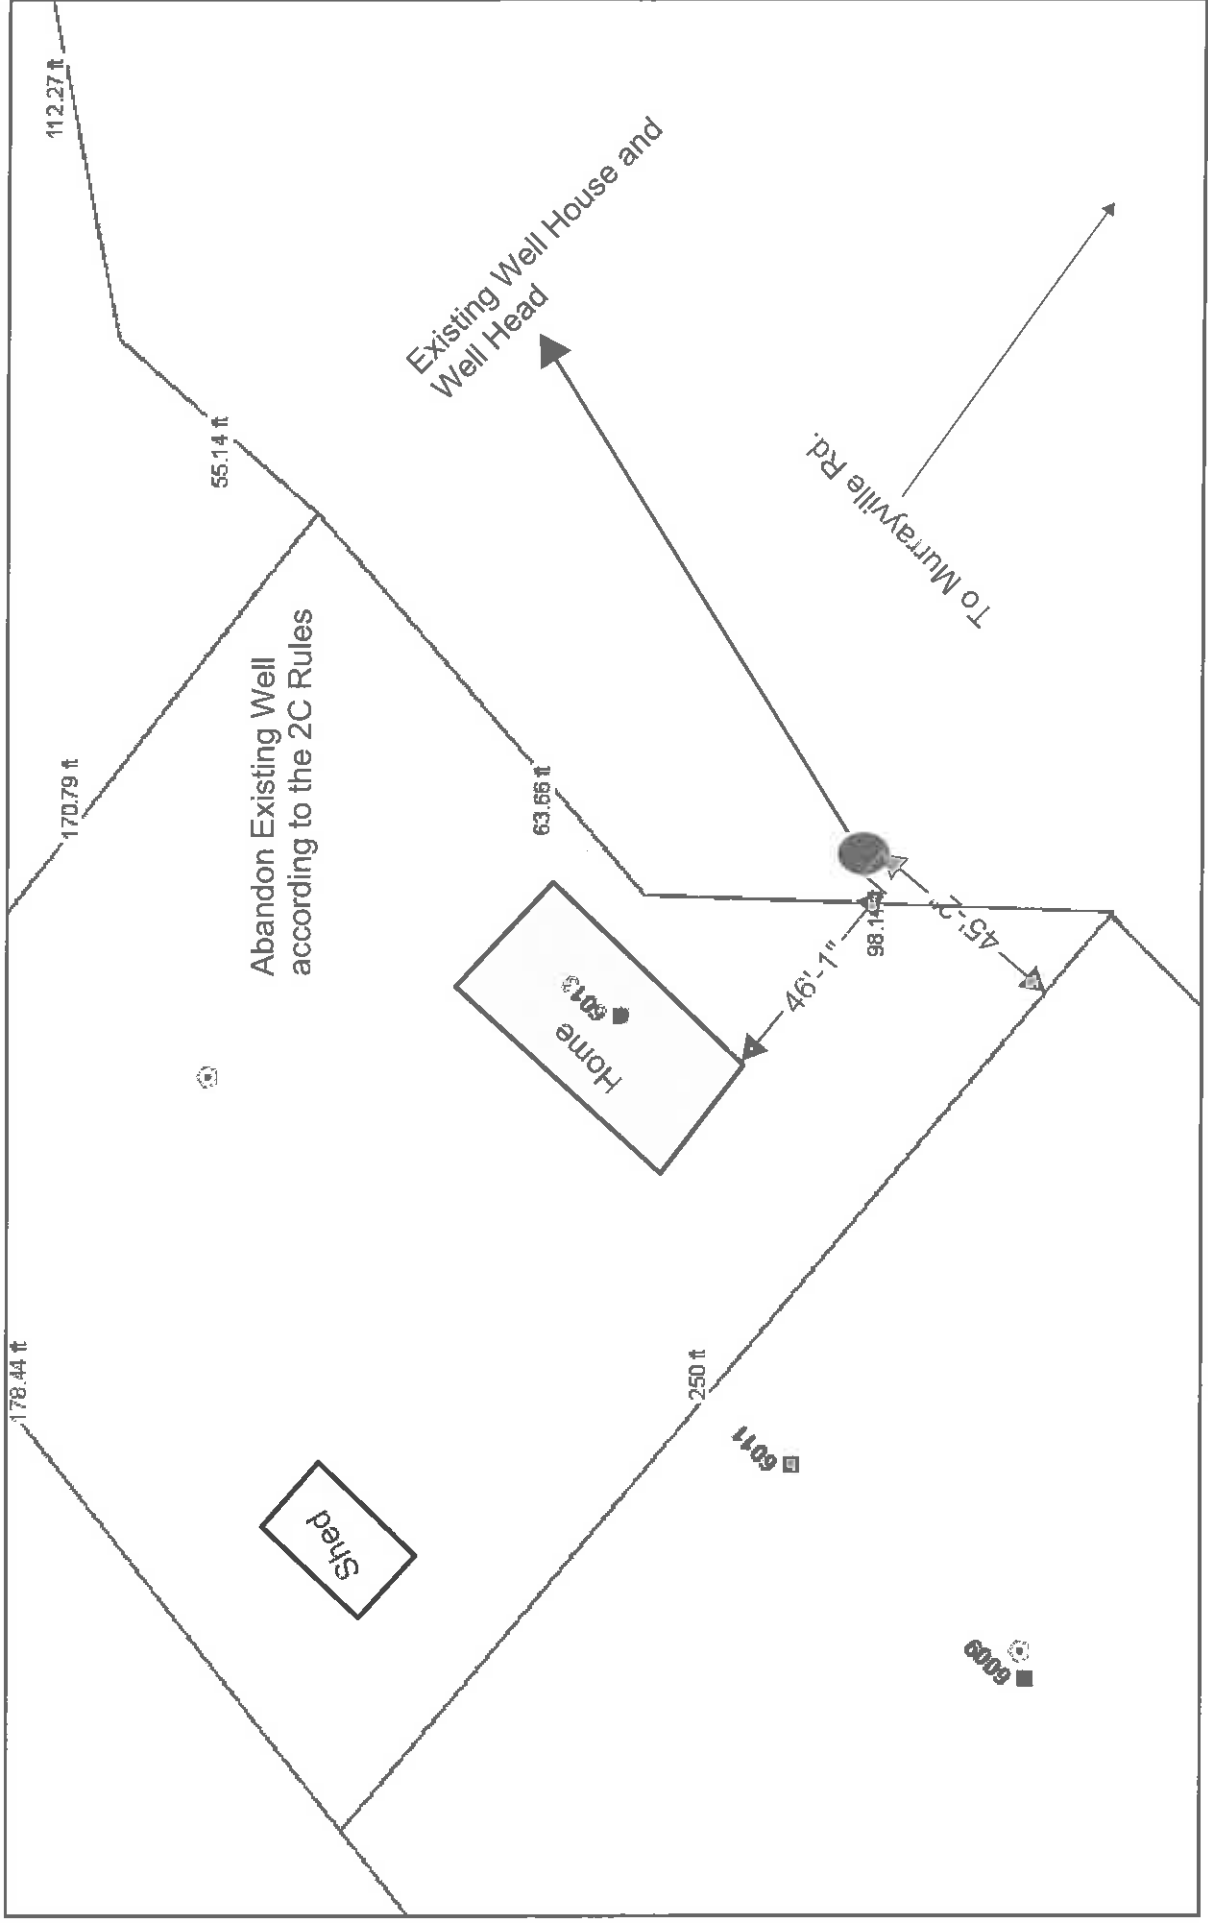 112.27 ft
55.14 ft
170.79 ft
178.44 ft
Existing Well House and
Well Head
Abandon Existing Well
according to the 2C Rules
63.66 ft
To Murrayville Rd.
6013
Home
46'-1"
98.14
45'-2"
Shed
250 ft
6011
6009